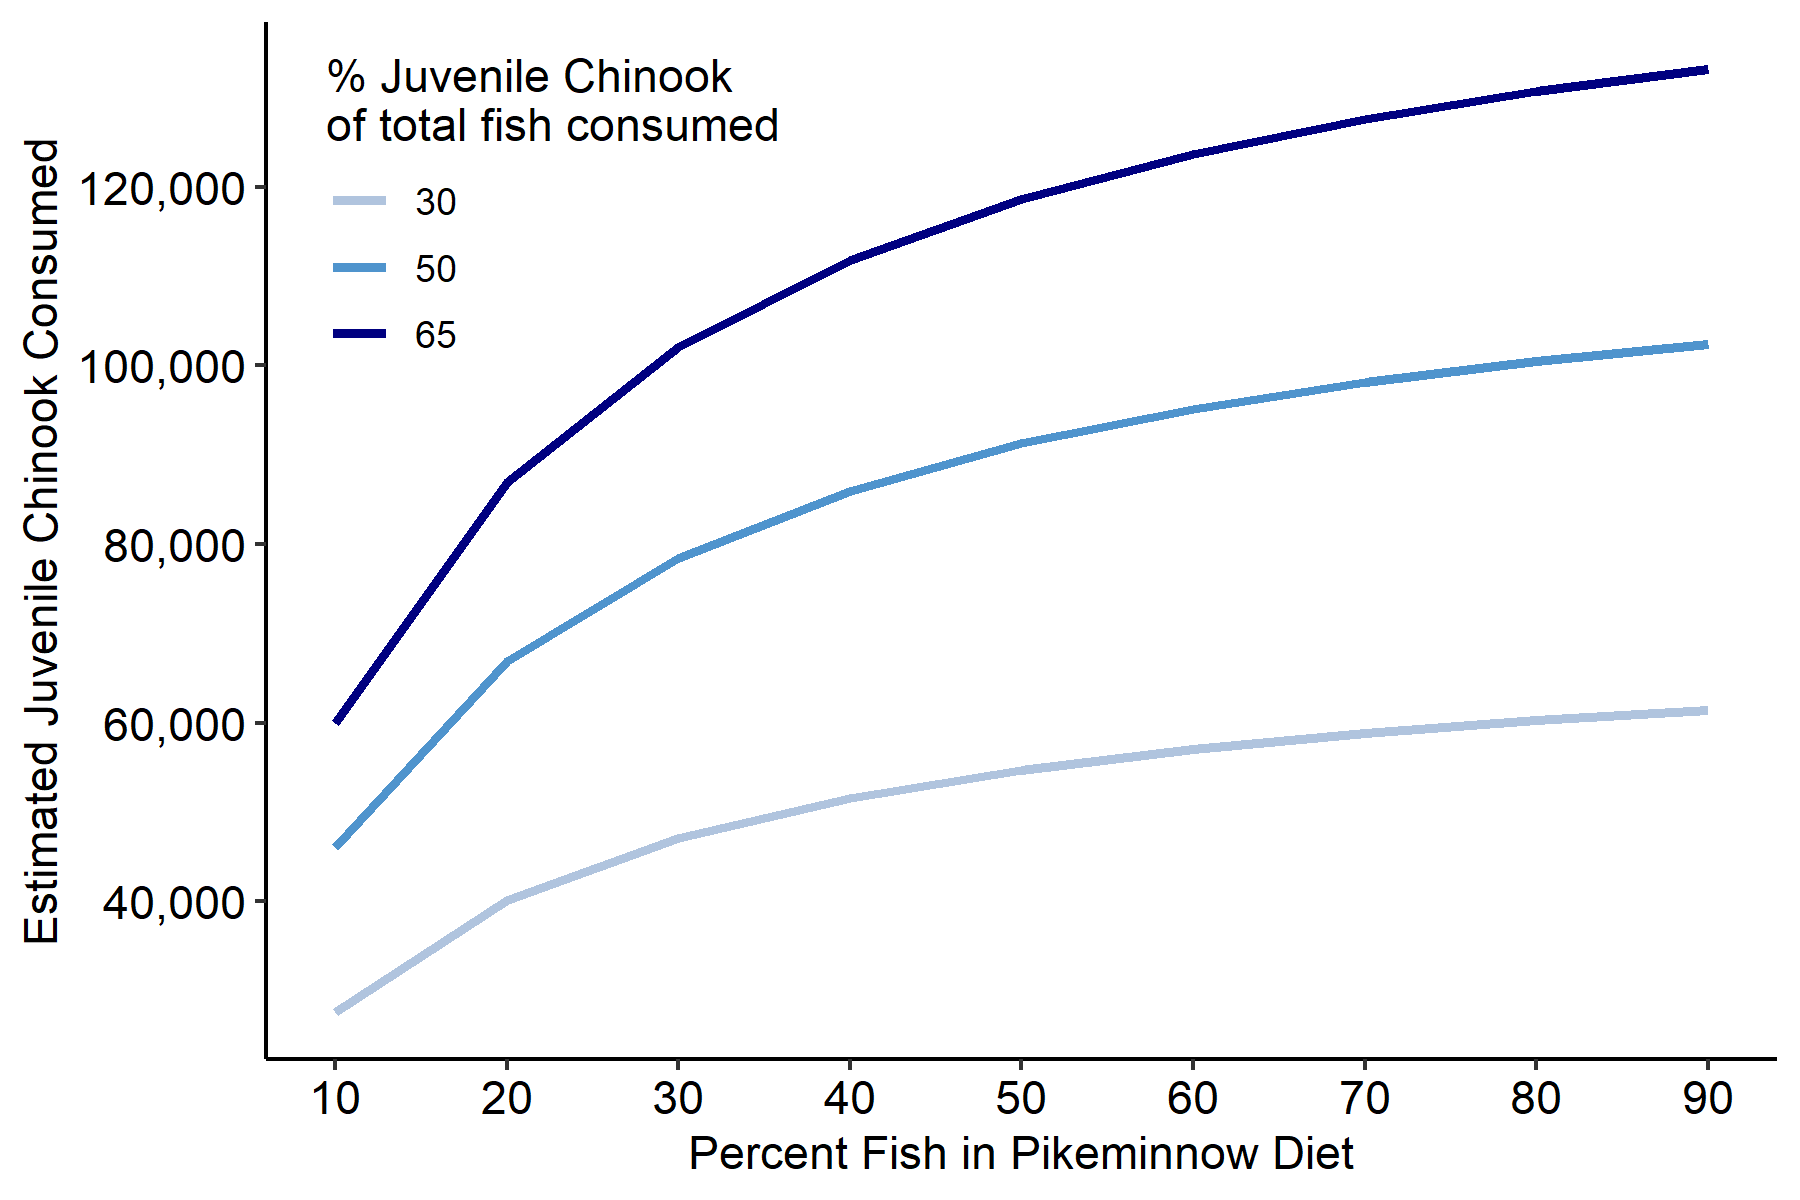 % Juvenile Chinook
of total fish consumed
30
50
65
Estimated Juvenile Chinook Consumed
120,000
100,000
80,000
60,000
40,000
10 20 30 40 50 60 70 80 90
Percent Fish in Pikeminnow Diet